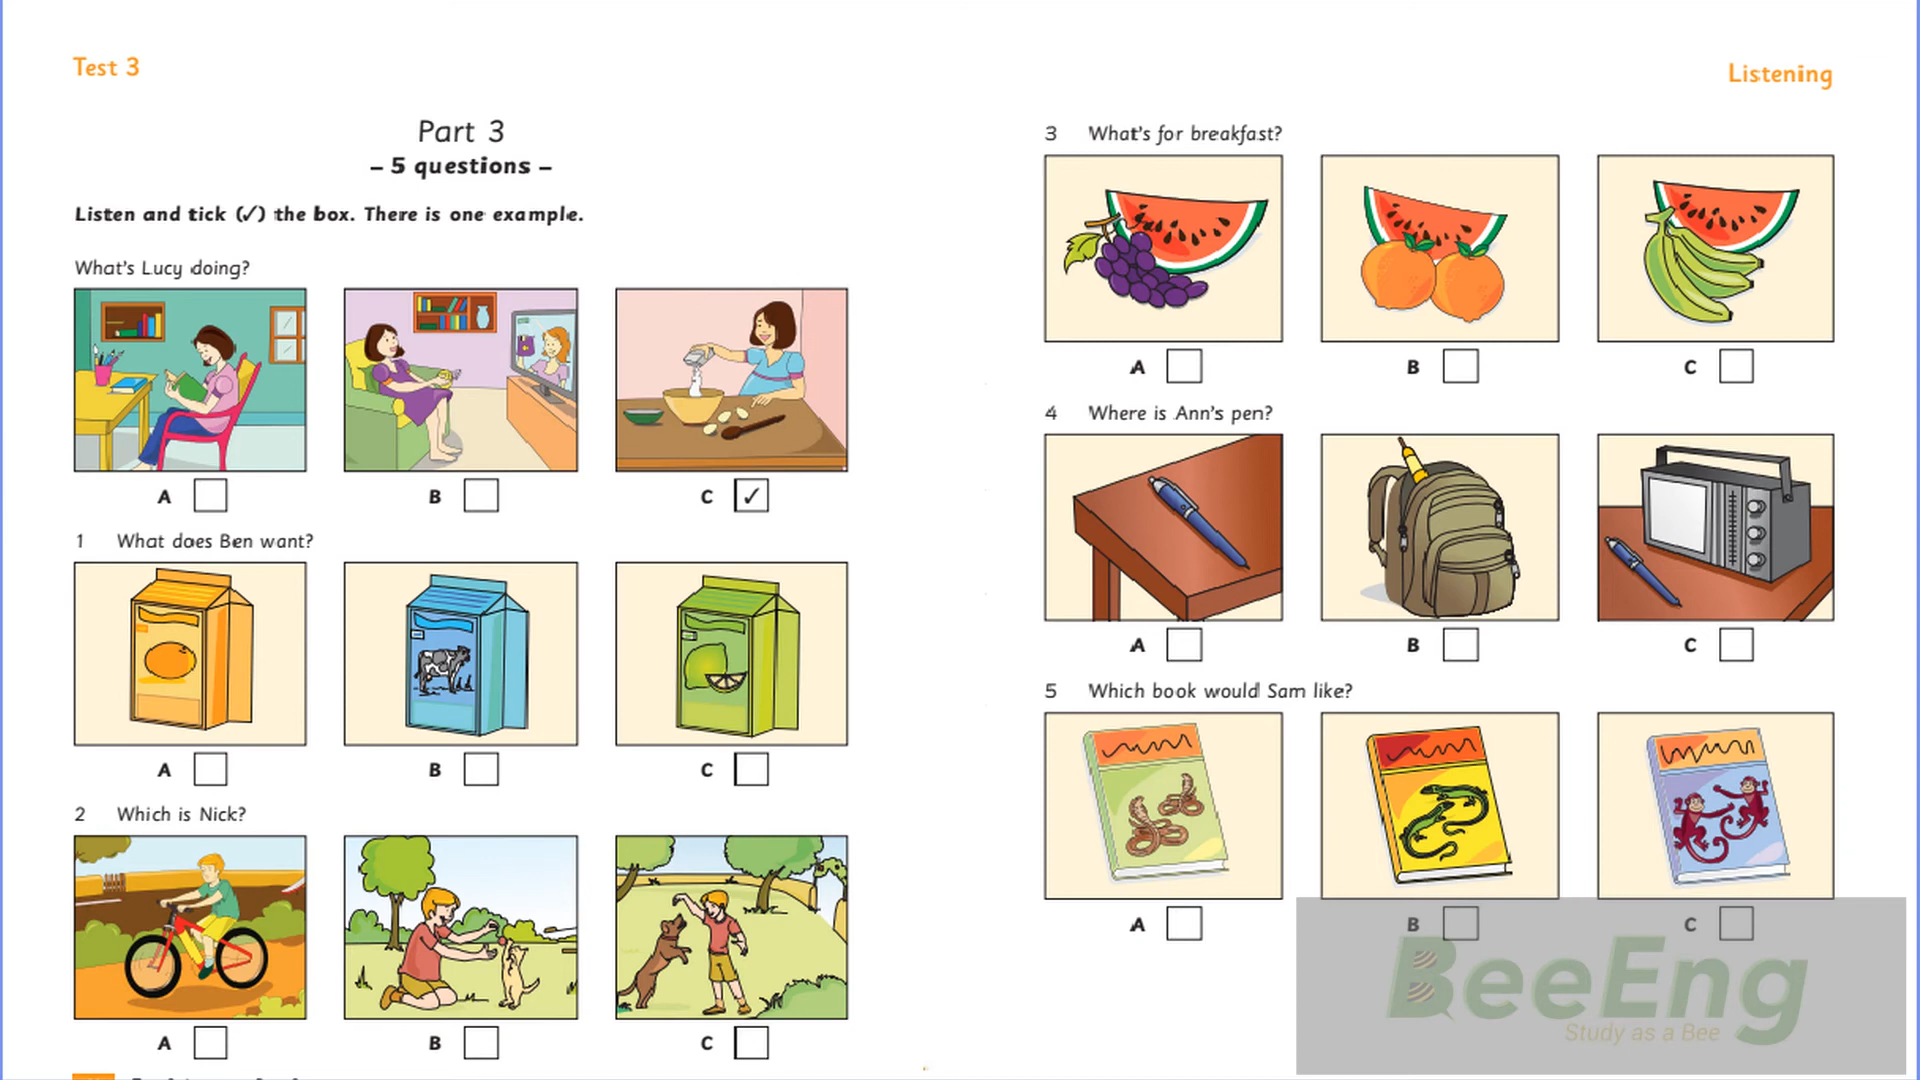 Test 3
Part 3
– 5 questions –
Listen and tick (✓) the box. There is one example.
What's Lucy doing?
A
B
C ✓
1 What does Ben want?
A
B
C
2 Which is Nick?
A
B
C
Listening
3 What's for breakfast?
A
B
C
4 Where is Ann's pen?
A
B
C
5 Which book would Sam like?
A
B
C
BeeEng
Study as a Bee